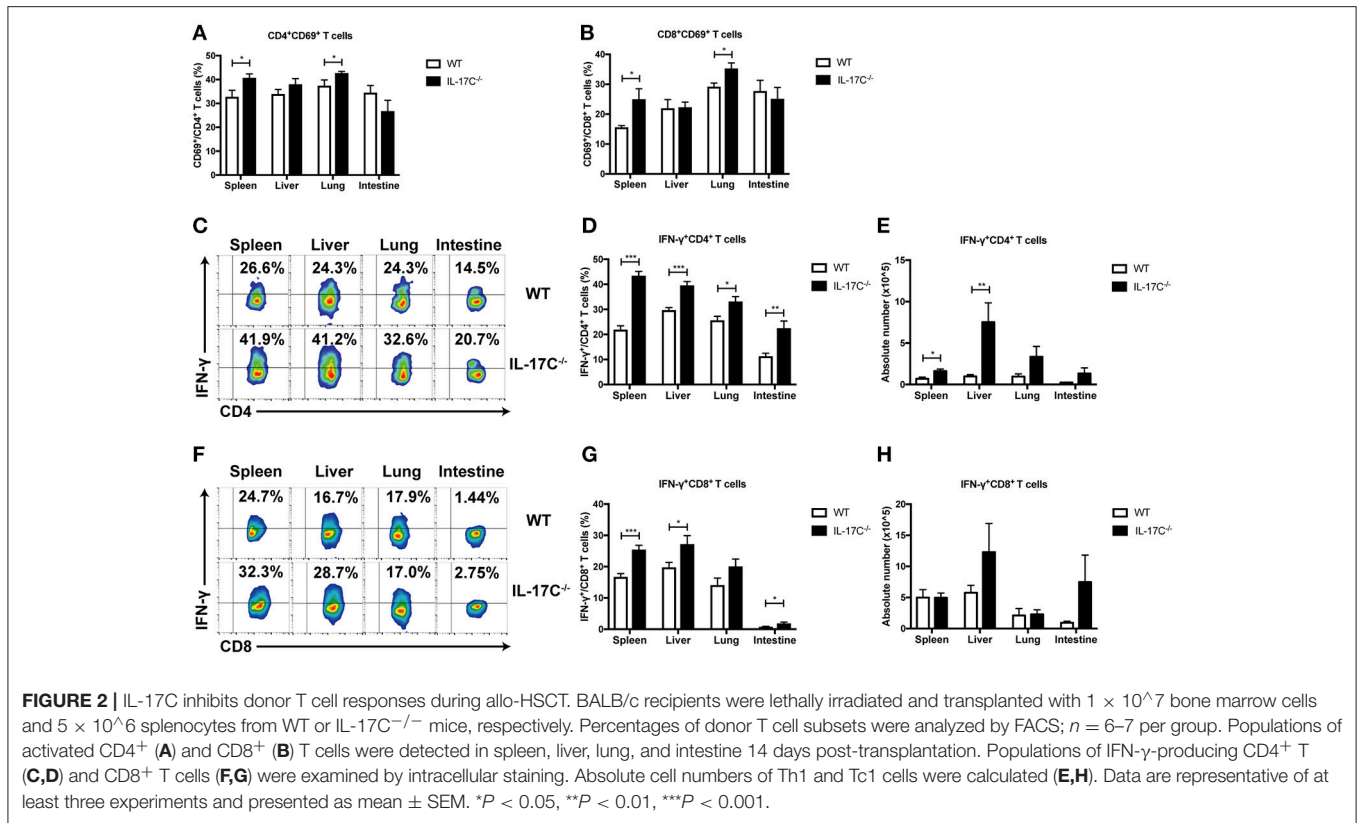 A
CD4⁺CD69⁺ T cells
CD69⁺/CD4⁺ T cells (%)
50
40
30
20
10
0
*
*
Spleen Liver Lung Intestine
WT
IL-17C⁻/⁻
B
CD8⁺CD69⁺ T cells
CD69⁺/CD8⁺ T cells (%)
40
30
20
10
0
*
*
Spleen Liver Lung Intestine
WT
IL-17C⁻/⁻
C
Spleen Liver Lung Intestine
26.6% 24.3% 24.3% 14.5%
WT
41.9% 41.2% 32.6% 20.7%
IL-17C⁻/⁻
IFN-γ
CD4
D
IFN-γ⁺CD4⁺ T cells
IFN-γ⁺/CD4⁺ T cells (%)
50
40
30
20
10
0
***
***
*
**
Spleen Liver Lung Intestine
WT
IL-17C⁻/⁻
E
IFN-γ⁺CD4⁺ T cells
Absolute number (x10^5)
15
10
5
0
*
**
Spleen Liver Lung Intestine
WT
IL-17C⁻/⁻
F
Spleen Liver Lung Intestine
24.7% 16.7% 17.9% 1.44%
WT
32.3% 28.7% 17.0% 2.75%
IL-17C⁻/⁻
IFN-γ
CD8
G
IFN-γ⁺CD8⁺ T cells
IFN-γ⁺/CD8⁺ T cells (%)
40
30
20
10
0
***
*
*
Spleen Liver Lung Intestine
WT
IL-17C⁻/⁻
H
IFN-γ⁺CD8⁺ T cells
Absolute number (x10^5)
20
15
10
5
0
Spleen Liver Lung Intestine
WT
IL-17C⁻/⁻
FIGURE 2 | IL-17C inhibits donor T cell responses during allo-HSCT. BALB/c recipients were lethally irradiated and transplanted with 1 × 10^7 bone marrow cells
and 5 × 10^6 splenocytes from WT or IL-17C−/− mice, respectively. Percentages of donor T cell subsets were analyzed by FACS; n = 6–7 per group. Populations of
activated CD4+ (A) and CD8+ (B) T cells were detected in spleen, liver, lung, and intestine 14 days post-transplantation. Populations of IFN-γ-producing CD4+ T
(C,D) and CD8+ T cells (F,G) were examined by intracellular staining. Absolute cell numbers of Th1 and Tc1 cells were calculated (E,H). Data are representative of at
least three experiments and presented as mean ± SEM. *P < 0.05, **P < 0.01, ***P < 0.001.